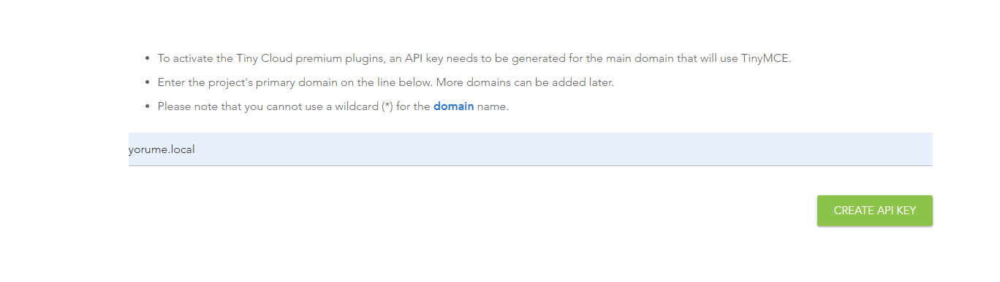 To activate the Tiny Cloud premium plugins, an API key needs to be generated for the main domain that will use TinyMCE.
Enter the project's primary domain on the line below. More domains can be added later.
Please note that you cannot use a wildcard (*) for the domain name.
yorume.local
CREATE API KEY